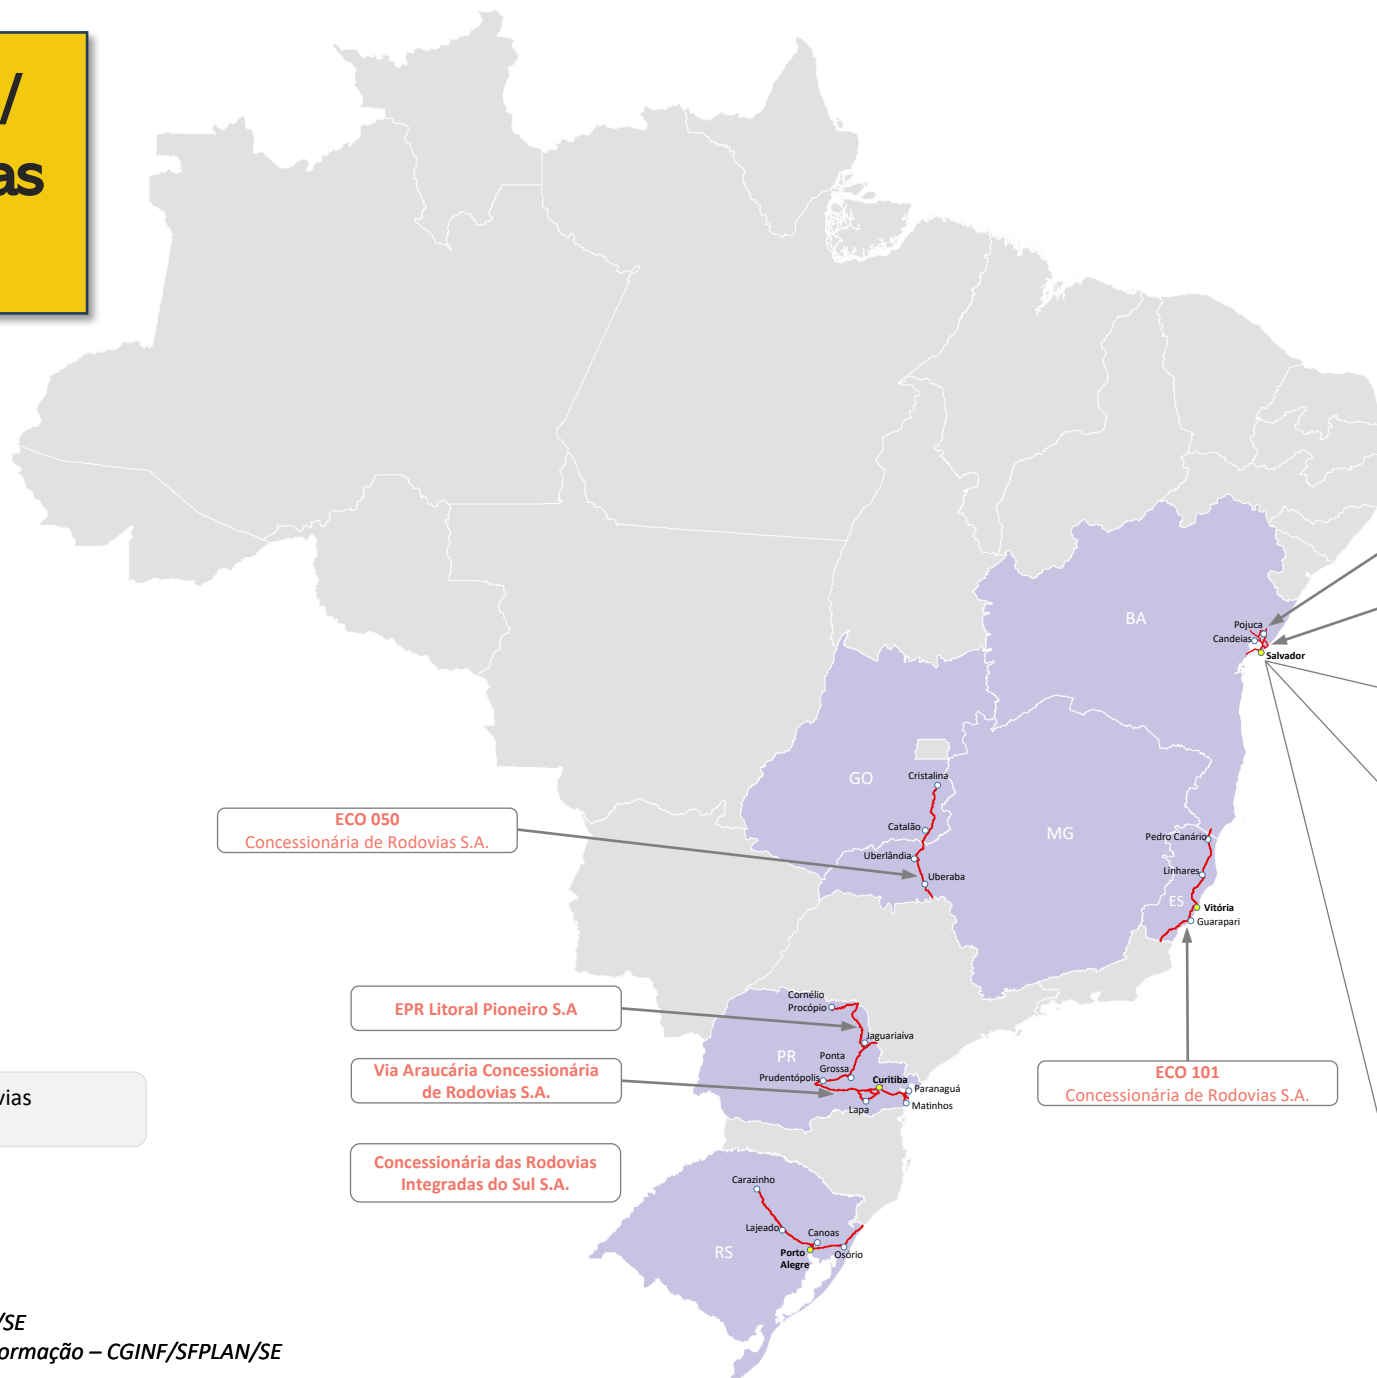 /
as
BA
Pojuca
Candeias
Salvador
GO
Cristalina
Catalão
Uberlândia
Uberaba
MG
Pedro Canário
Linhares
ES
Vitória
Guarapari
ECO 050
Concessionária de Rodovias S.A.
EPR Litoral Pioneiro S.A
Cornélio
Procópio
Jaguariaíva
PR
Ponta
Grossa
Prudentópolis
Curitiba
Paranaguá
Lapa
Matinhos
Via Araucária Concessionária
de Rodovias S.A.
ECO 101
Concessionária de Rodovias S.A.
vias
Concessionária das Rodovias
Integradas do Sul S.A.
Carazinho
Lajeado
Canoas
RS
Porto
Alegre
Osório
/SE
ormação – CGINF/SFPLAN/SE